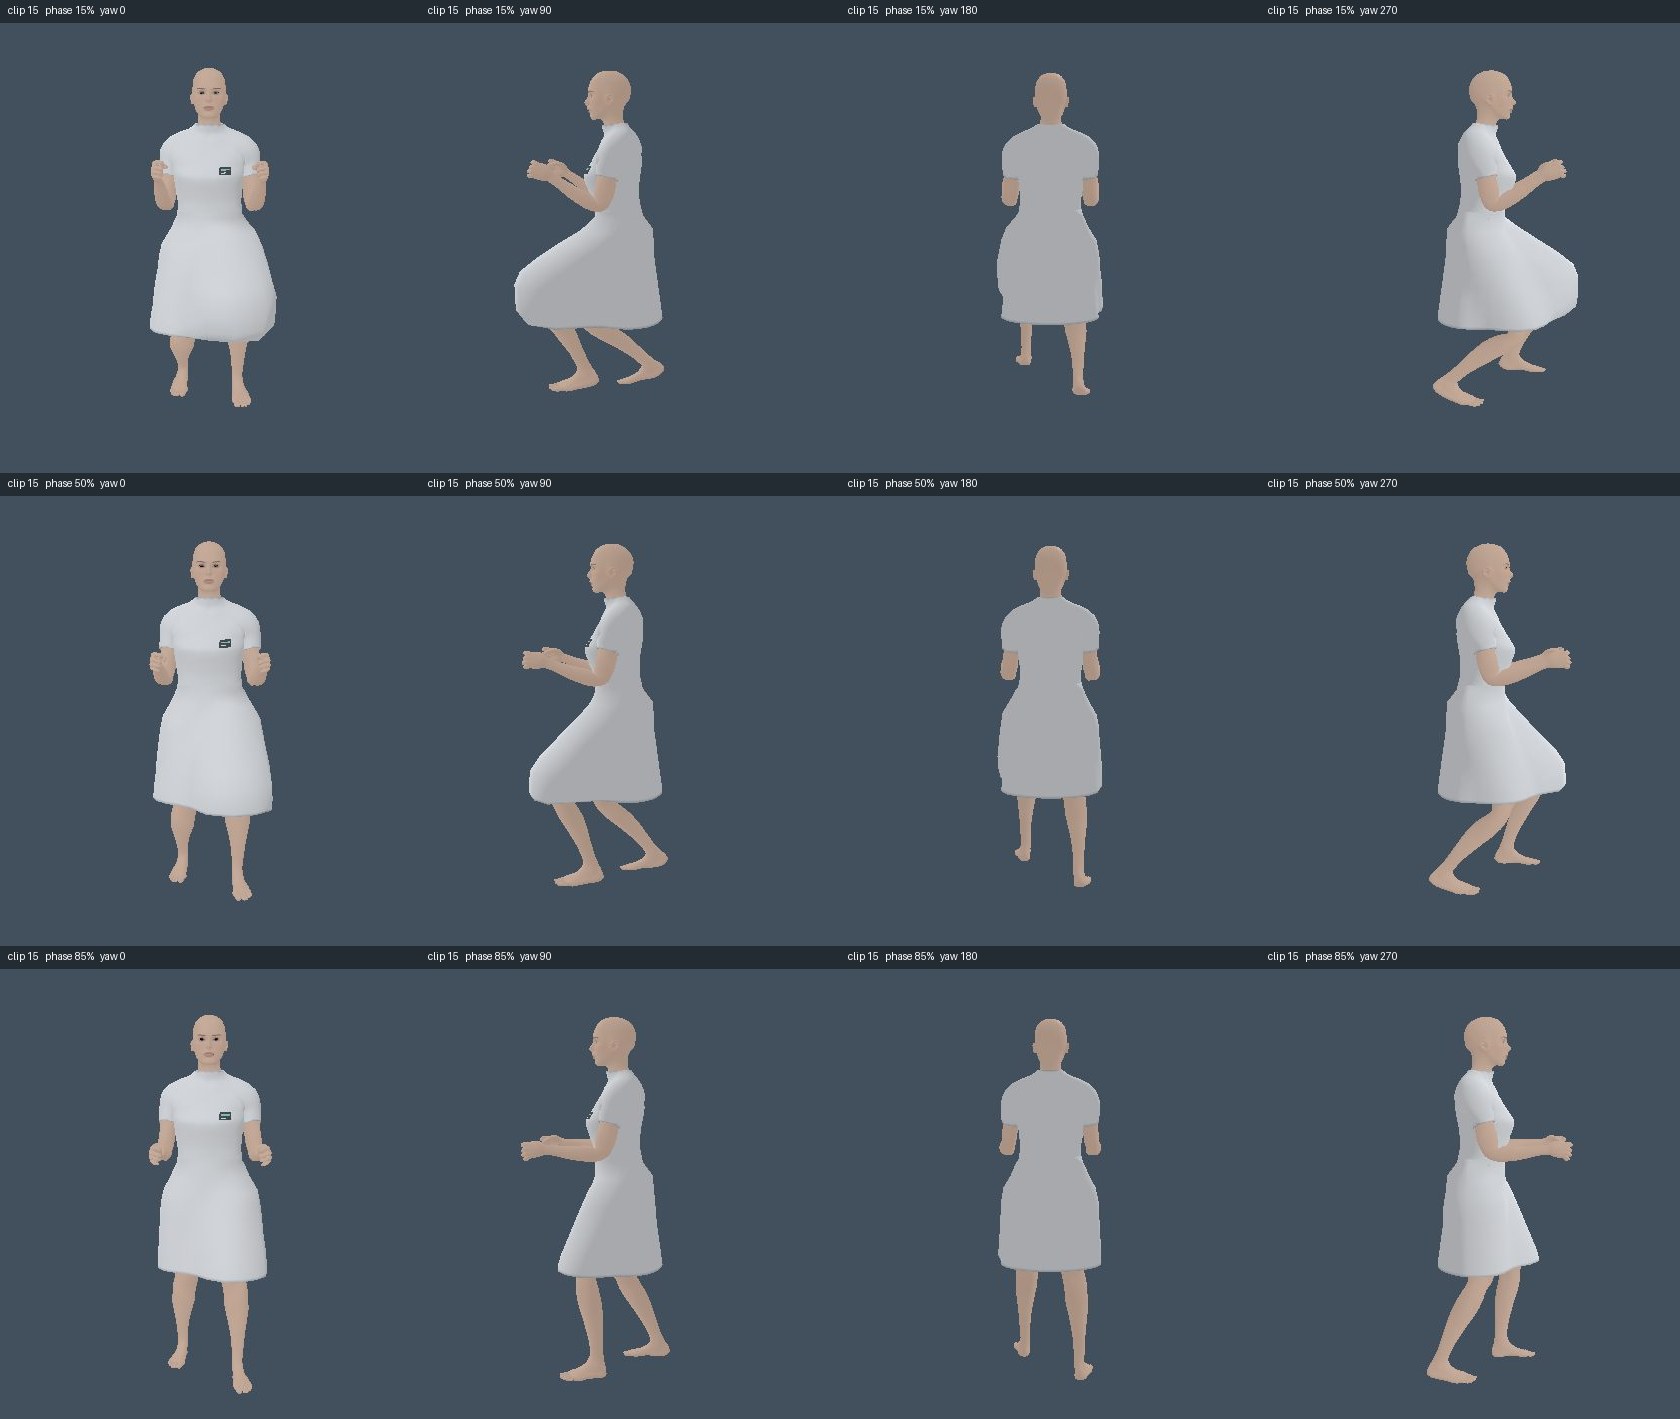 clip 15 phase 15% yaw 0
clip 15 phase 15% yaw 90
clip 15 phase 15% yaw 180
clip 15 phase 15% yaw 270
clip 15 phase 50% yaw 0
clip 15 phase 50% yaw 90
clip 15 phase 50% yaw 180
clip 15 phase 50% yaw 270
clip 15 phase 85% yaw 0
clip 15 phase 85% yaw 90
clip 15 phase 85% yaw 180
clip 15 phase 85% yaw 270